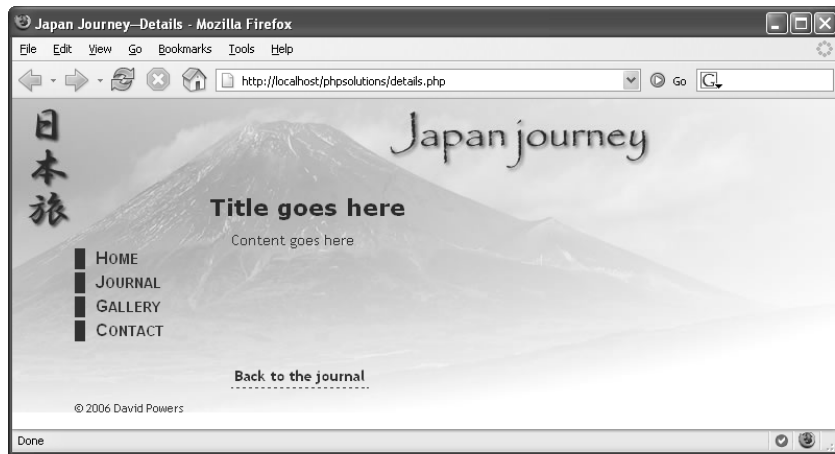 Japan Journey—Details - Mozilla Firefox
File Edit View Go Bookmarks Tools Help
http://localhost/phpsolutions/details.php Go G
日本旅
Japan journey
Title goes here
Content goes here
HOME
JOURNAL
GALLERY
CONTACT
Back to the journal
© 2006 David Powers
Done